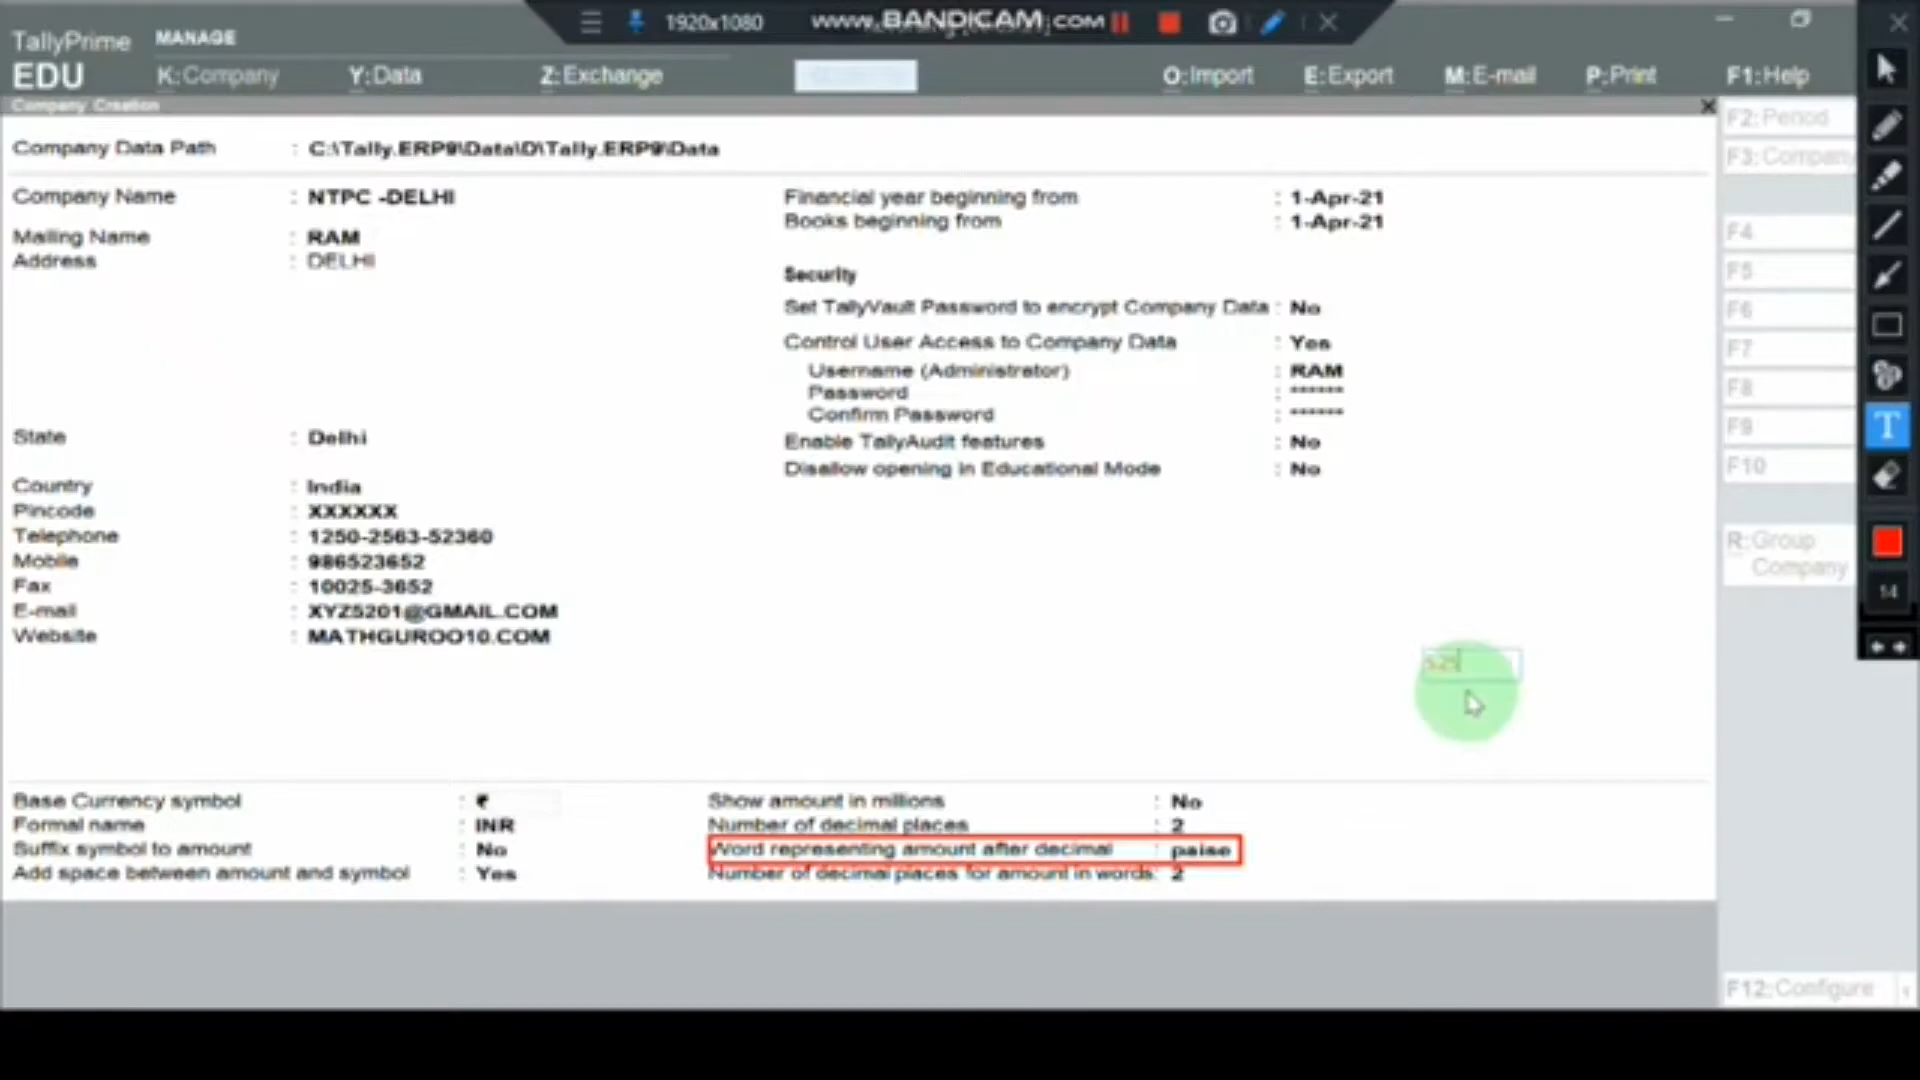 1920x1080 www.BANDICAM.COM
TallyPrime MANAGE
EDU K:Company Y:Data Z:Exchange O:Import E:Export M:E-mail P:Print F1:Help
Company Creation
F2:Period
F3:Company
Company Data Path : C:\Tally.ERP9\Data\D\Tally.ERP9\Data
Company Name : NTPC -DELHI Financial year beginning from : 1-Apr-21
Books beginning from : 1-Apr-21
Mailing Name : RAM
Address : DELHI
F4
Security
F5
Set TallyVault Password to encrypt Company Data : No
F6
Control User Access to Company Data : Yes
F7
Username (Administrator) : RAM
Password : ******
F8
Confirm Password : ******
F9
State : Delhi Enable TallyAudit features : No
Disallow opening in Educational Mode : No
F10
Country : India
Pincode : XXXXXX
Telephone : 1250-2563-52360
Mobile : 986523652
Fax : 10025-3652
E-mail : XYZ5201@GMAIL.COM
Website : MATHGUROO10.COM
R:Group
Company
14
Base Currency symbol : ₹ Show amount in millions : No
Formal name : INR Number of decimal places : 2
Suffix symbol to amount : No Word representing amount after decimal : paise
Add space between amount and symbol : Yes Number of decimal places for amount in words: 2
F12:Configure